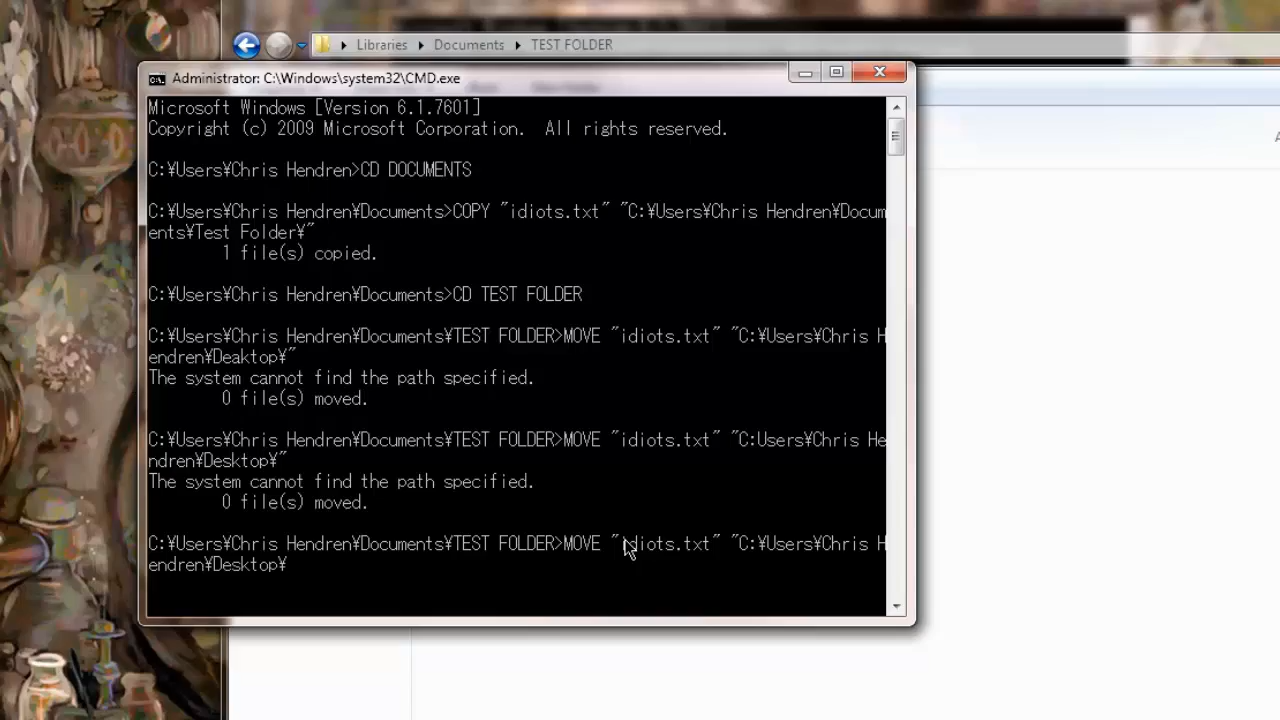 Libraries ▸ Documents ▸ TEST FOLDER
Administrator: C:\Windows\system32\CMD.exe
Microsoft Windows [Version 6.1.7601]
Copyright (c) 2009 Microsoft Corporation.  All rights reserved.
C:¥Users¥Chris Hendren>CD DOCUMENTS
C:¥Users¥Chris Hendren¥Documents>COPY "idiots.txt" "C:¥Users¥Chris Hendren¥Docum
ents¥Test Folder¥"
1 file(s) copied.
C:¥Users¥Chris Hendren¥Documents>CD TEST FOLDER
C:¥Users¥Chris Hendren¥Documents¥TEST FOLDER>MOVE "idiots.txt" "C:¥Users¥Chris H
endren¥Deaktop¥"
The system cannot find the path specified.
0 file(s) moved.
C:¥Users¥Chris Hendren¥Documents¥TEST FOLDER>MOVE "idiots.txt" "C:Users¥Chris He
ndren¥Desktop¥"
The system cannot find the path specified.
0 file(s) moved.
C:¥Users¥Chris Hendren¥Documents¥TEST FOLDER>MOVE "idiots.txt" "C:¥Users¥Chris H
endren¥Desktop¥